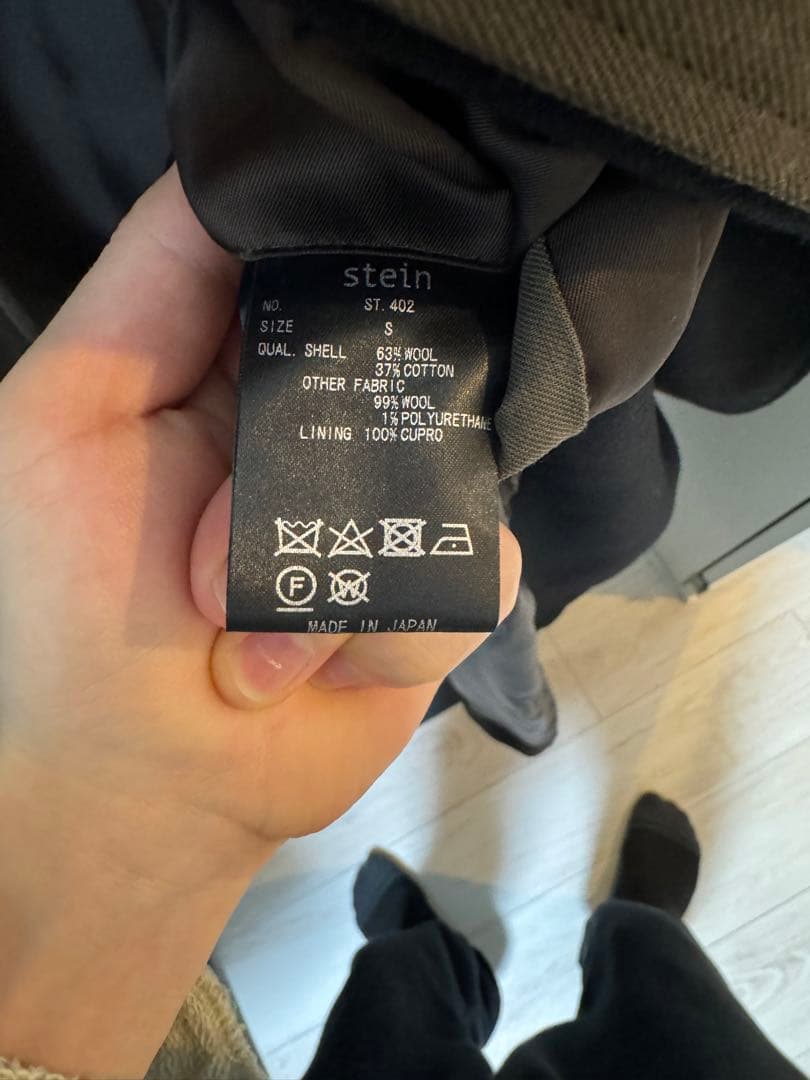 stein
NO. ST. 402
SIZE S
QUAL. SHELL 63% WOOL
37% COTTON
OTHER FABRIC
99% WOOL
1% POLYURETHANE
LINING 100% CUPRO
F W
MADE IN JAPAN